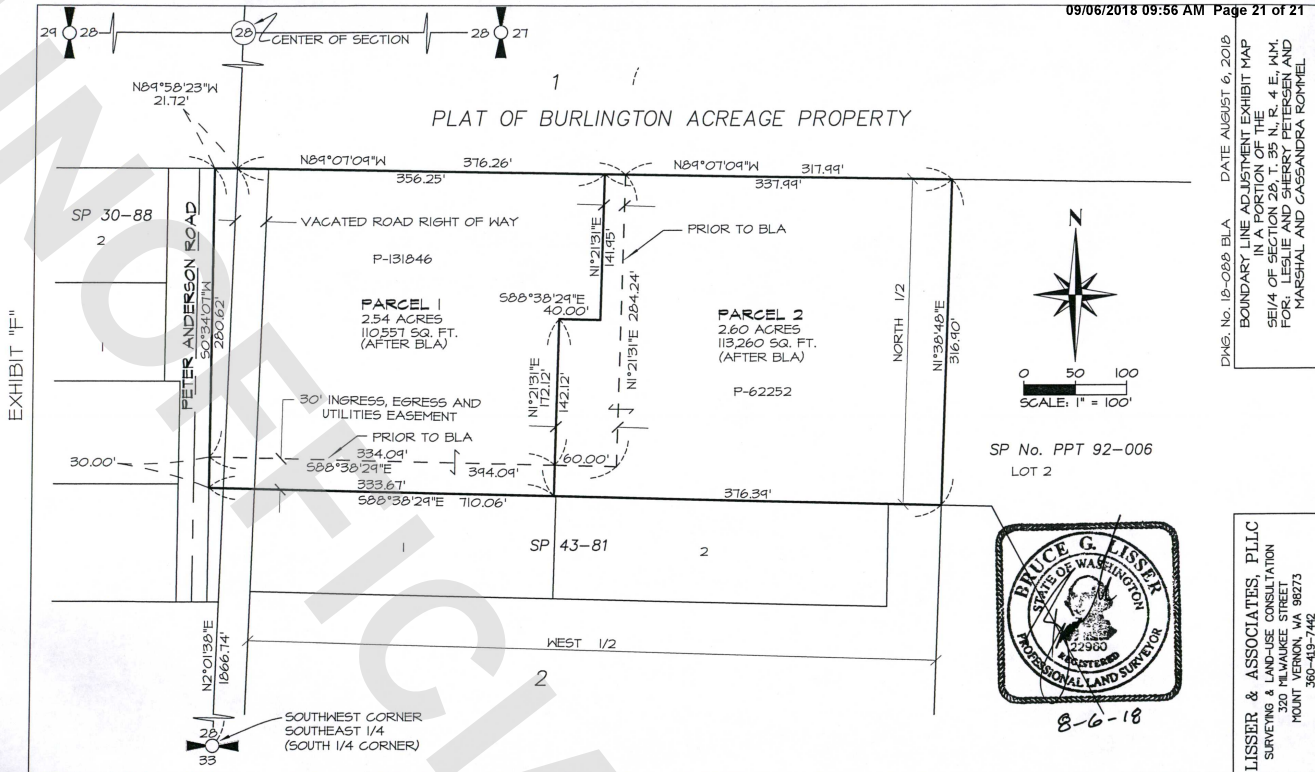 09/06/2018 09:56 AM Page 21 of 21
29 28
28
CENTER OF SECTION
28 27
N89°58'23"W
21.72'
1
PLAT OF BURLINGTON ACREAGE PROPERTY
N89°07'09"W 376.26'
356.25'
N89°07'09"W 317.99'
337.99'
SP 30-88
2
1
PETER ANDERSON ROAD
S0°34'07"W
280.62'
VACATED ROAD RIGHT OF WAY
P-131846
PARCEL 1
2.54 ACRES
110,557 SQ. FT.
(AFTER BLA)
N1°21'31"E
141.95'
S88°38'29"E
40.00'
N1°21'31"E 284.24'
PRIOR TO BLA
PARCEL 2
2.60 ACRES
113,260 SQ. FT.
(AFTER BLA)
P-62252
NORTH 1/2
N1°38'48"E
316.90'
N1°21'31"E
172.12'
142.12'
30' INGRESS, EGRESS AND
UTILITIES EASEMENT
PRIOR TO BLA
30.00'
334.09'
S88°38'29"E
394.09'
60.00'
333.67'
S88°38'29"E 710.06'
376.39'
1
SP 43-81
2
N2°01'38"E
1866.74'
WEST 1/2
2
28
33
SOUTHWEST CORNER
SOUTHEAST 1/4
(SOUTH 1/4 CORNER)
N
0 50 100
SCALE: 1" = 100'
SP No. PPT 92-006
LOT 2
BRUCE G. LISSER
STATE OF WASHINGTON
22960
REGISTERED
PROFESSIONAL LAND SURVEYOR
8-6-18
EXHIBIT "F"
DWG. No. 18-088 BLA DATE AUGUST 6, 2018
BOUNDARY LINE ADJUSTMENT EXHIBIT MAP
IN A PORTION OF THE
SE1/4 OF SECTION 28, T. 35 N., R. 4 E., W.M.
FOR: LESLIE AND SHERRY PETERSEN AND
MARSHAL AND CASSANDRA ROMMEL
LISSER & ASSOCIATES, PLLC
SURVEYING & LAND-USE CONSULTATION
320 MILWAUKEE STREET
MOUNT VERNON, WA 98273
360-419-7442
UNOFFICIAL